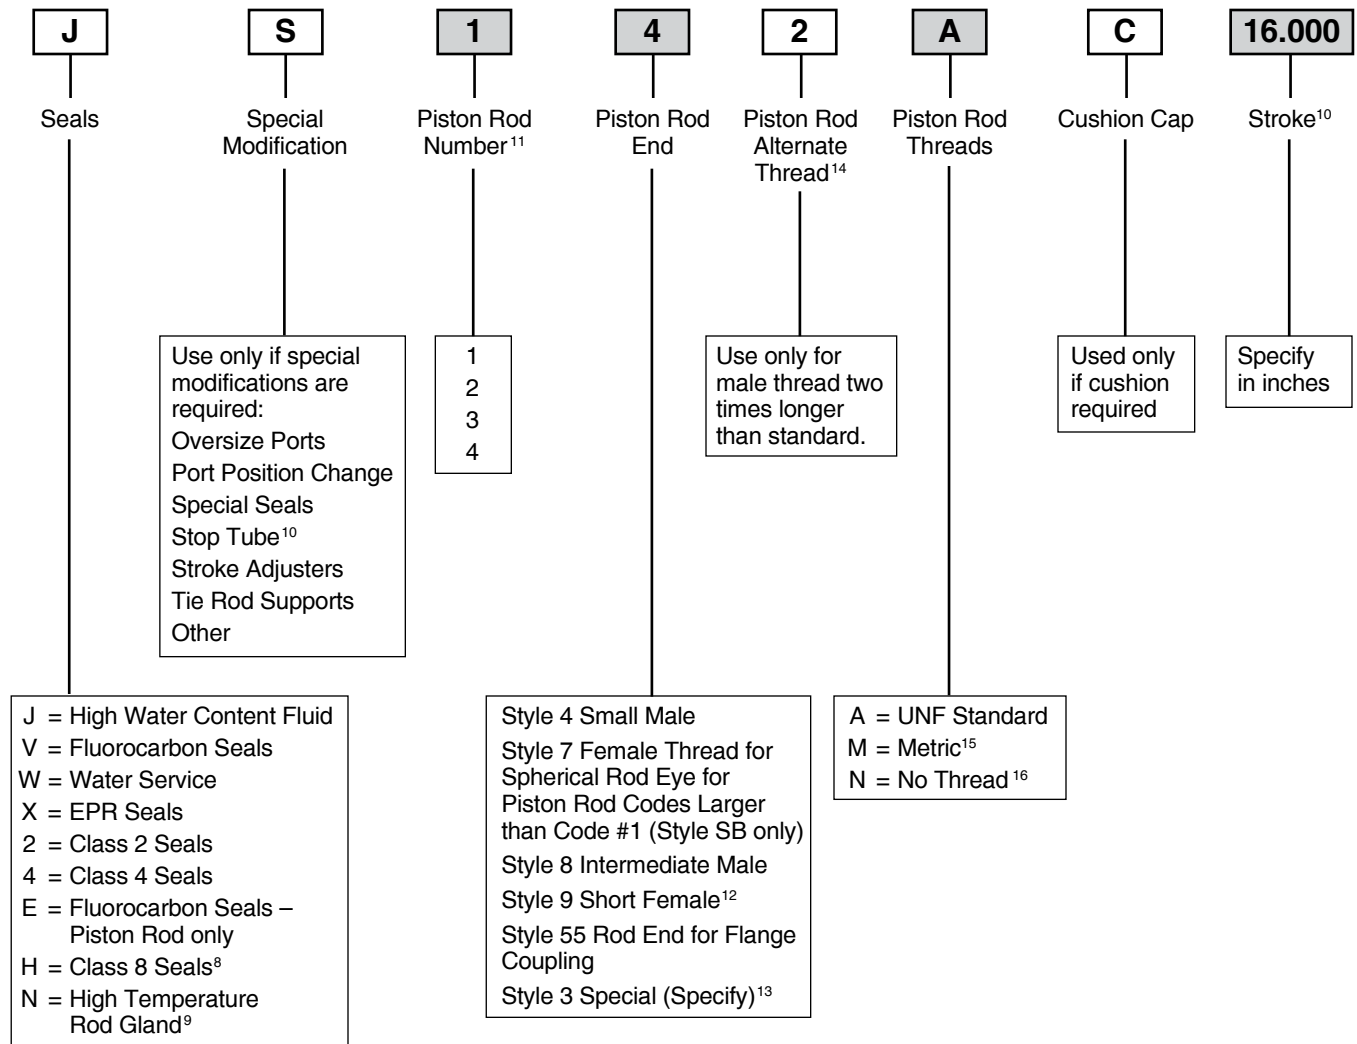 J S 1 4 2 A C 16.000
Seals
Special
Modification
Piston Rod
Number11
Piston Rod
End
Piston Rod
Alternate
Thread14
Piston Rod
Threads
Cushion Cap
Stroke10
Use only if special
modifications are
required:
Oversize Ports
Port Position Change
Special Seals
Stop Tube10
Stroke Adjusters
Tie Rod Supports
Other
1
2
3
4
Use only for
male thread two
times longer
than standard.
Used only
if cushion
required
Specify
in inches
J = High Water Content Fluid
V = Fluorocarbon Seals
W = Water Service
X = EPR Seals
2 = Class 2 Seals
4 = Class 4 Seals
E = Fluorocarbon Seals –
Piston Rod only
H = Class 8 Seals8
N = High Temperature
Rod Gland9
Style 4 Small Male
Style 7 Female Thread for
Spherical Rod Eye for
Piston Rod Codes Larger
than Code #1 (Style SB only)
Style 8 Intermediate Male
Style 9 Short Female12
Style 55 Rod End for Flange
Coupling
Style 3 Special (Specify)13
A = UNF Standard
M = Metric15
N = No Thread16